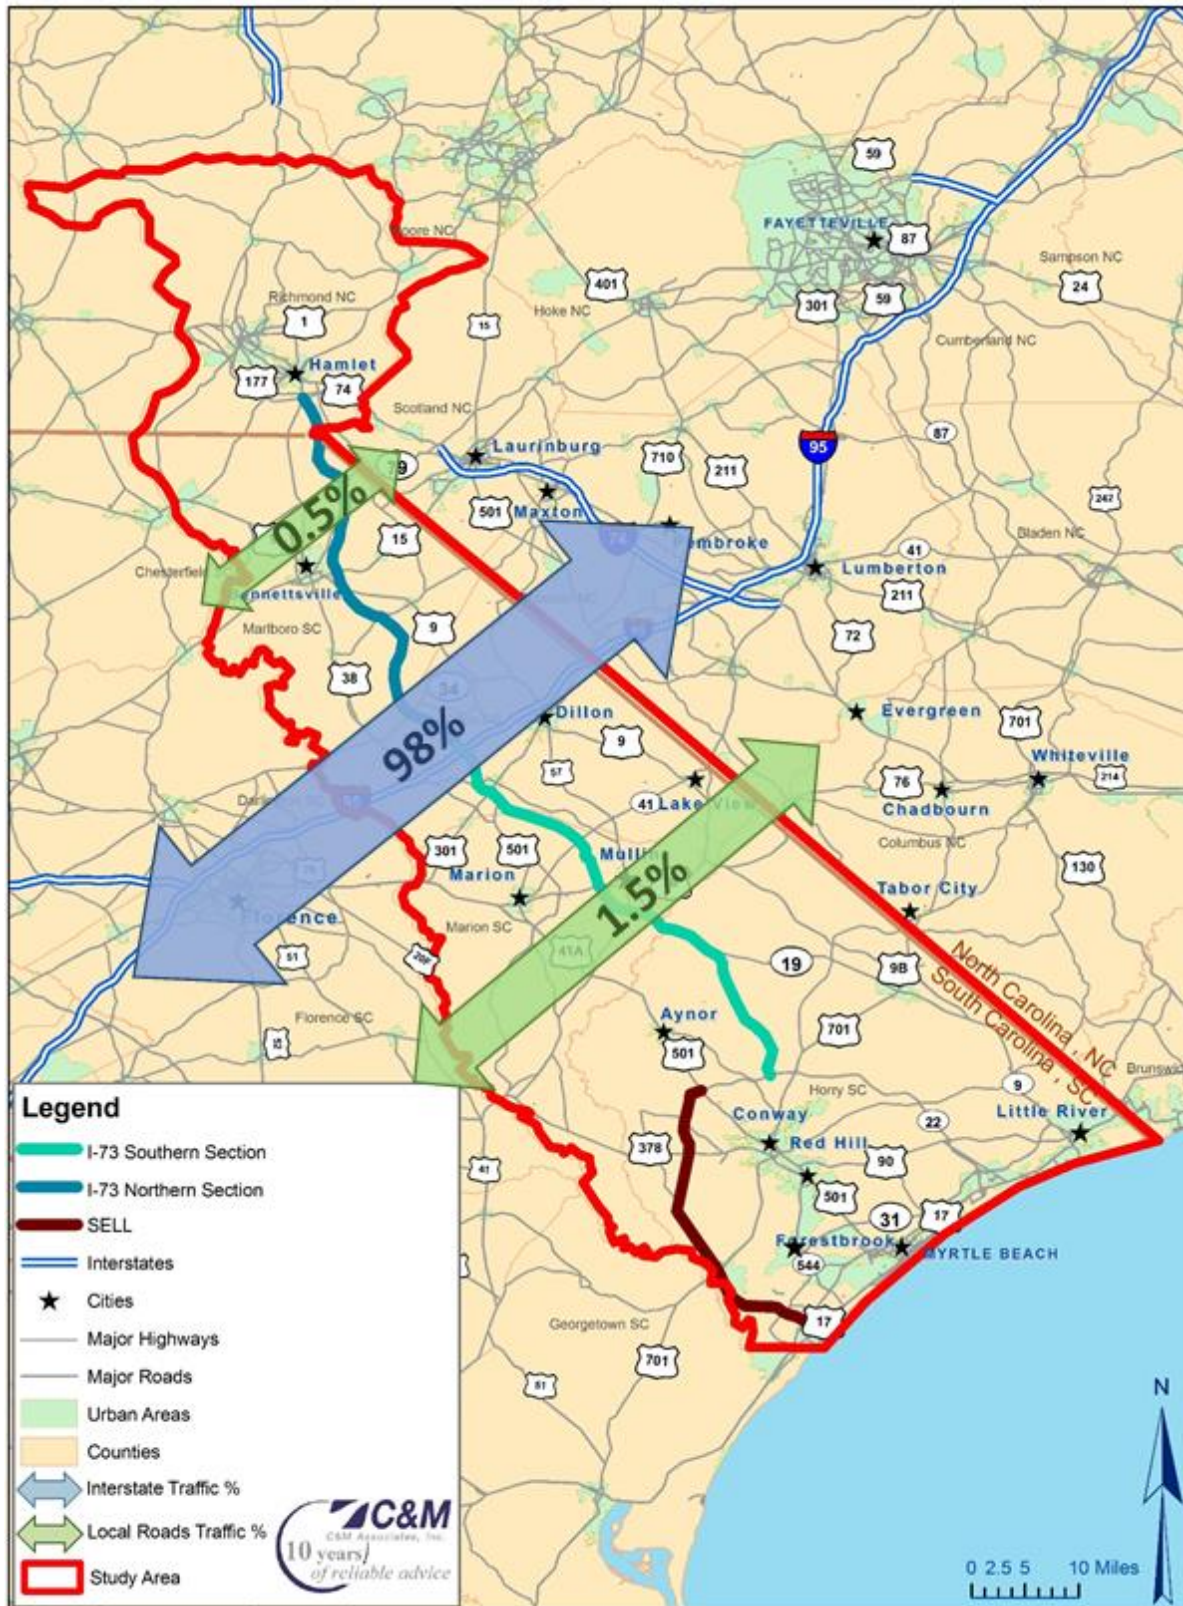 59
FAYETTEVILLE
87
Moore NC
Sampson NC
401
24
Richmond NC
301
59
1
15
Hoke NC
Cumberland NC
Hamlet
177
74
Scotland NC
87
95
Laurinburg
710
211
501
Maxton
247
0.5%
15
Bladen NC
41
Lumberton
211
Marlboro SC
9
72
38
34
Dillon
Evergreen
701
9
Whiteville
98%
57
76
214
41
Lake View
Chadbourn
301
501
Columbus NC
Marion
130
1.5%
Tabor City
Florence
Marion SC
41A
51
19
9B
North Carolina, NC
South Carolina, SC
Aynor
Florence SC
701
501
9
Horry SC
Little River
Conway
22
378
Red Hill
90
41
501
31
17
Forestbrook
MYRTLE BEACH
544
17
Georgetown SC
701
51
Legend
I-73 Southern Section
I-73 Northern Section
SELL
Interstates
Cities
Major Highways
Major Roads
Urban Areas
Counties
Interstate Traffic %
Local Roads Traffic %
Study Area
C&M
C&M Associates, Inc.
10 years
of reliable advice
N
0 2.5 5 10 Miles